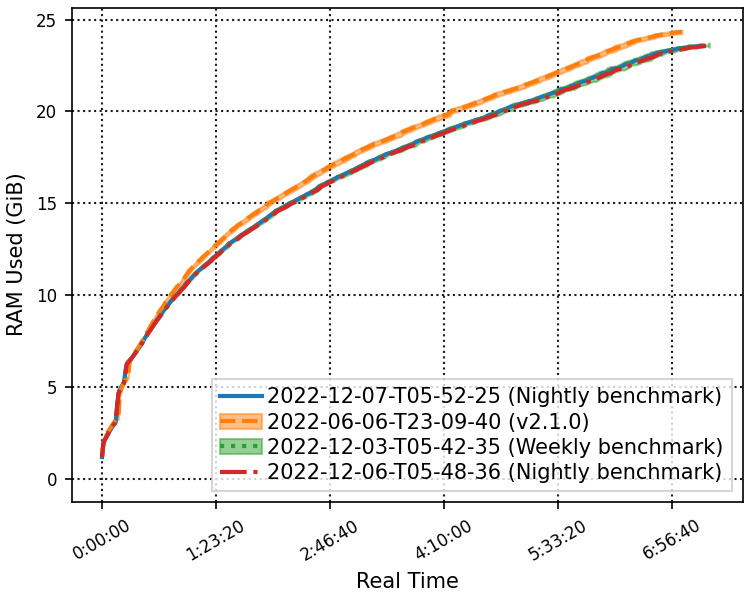 25
20
15
10
5
0
RAM Used (GiB)
2022-12-07-T05-52-25 (Nightly benchmark)
2022-06-06-T23-09-40 (v2.1.0)
2022-12-03-T05-42-35 (Weekly benchmark)
2022-12-06-T05-48-36 (Nightly benchmark)
0:00:00
1:23:20
2:46:40
4:10:00
5:33:20
6:56:40
Real Time